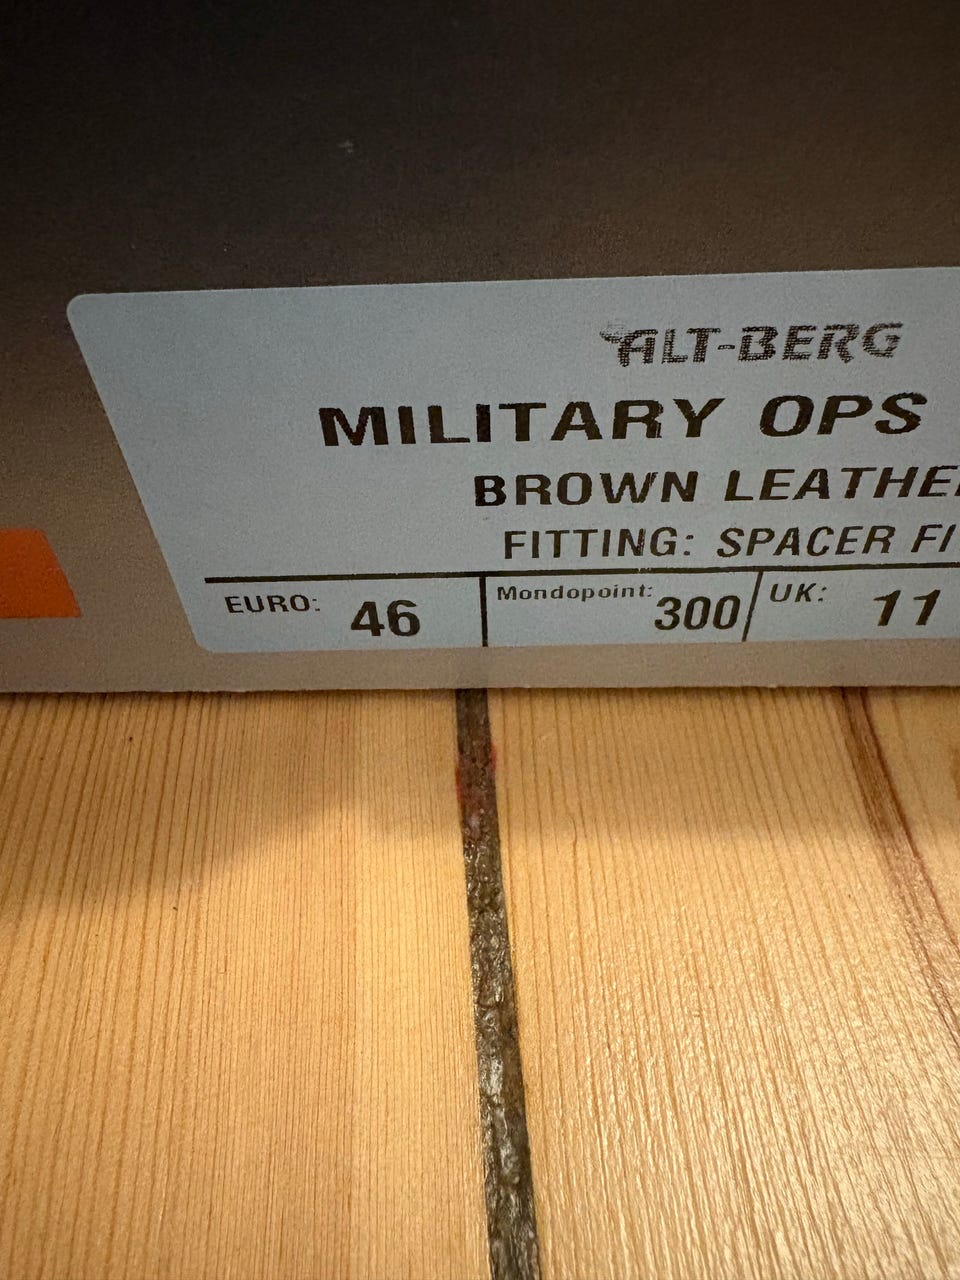 ALT-BERG
MILITARY OPS
BROWN LEATHE
FITTING: SPACER FI
EURO: 46 Mondopoint: 300 UK: 11